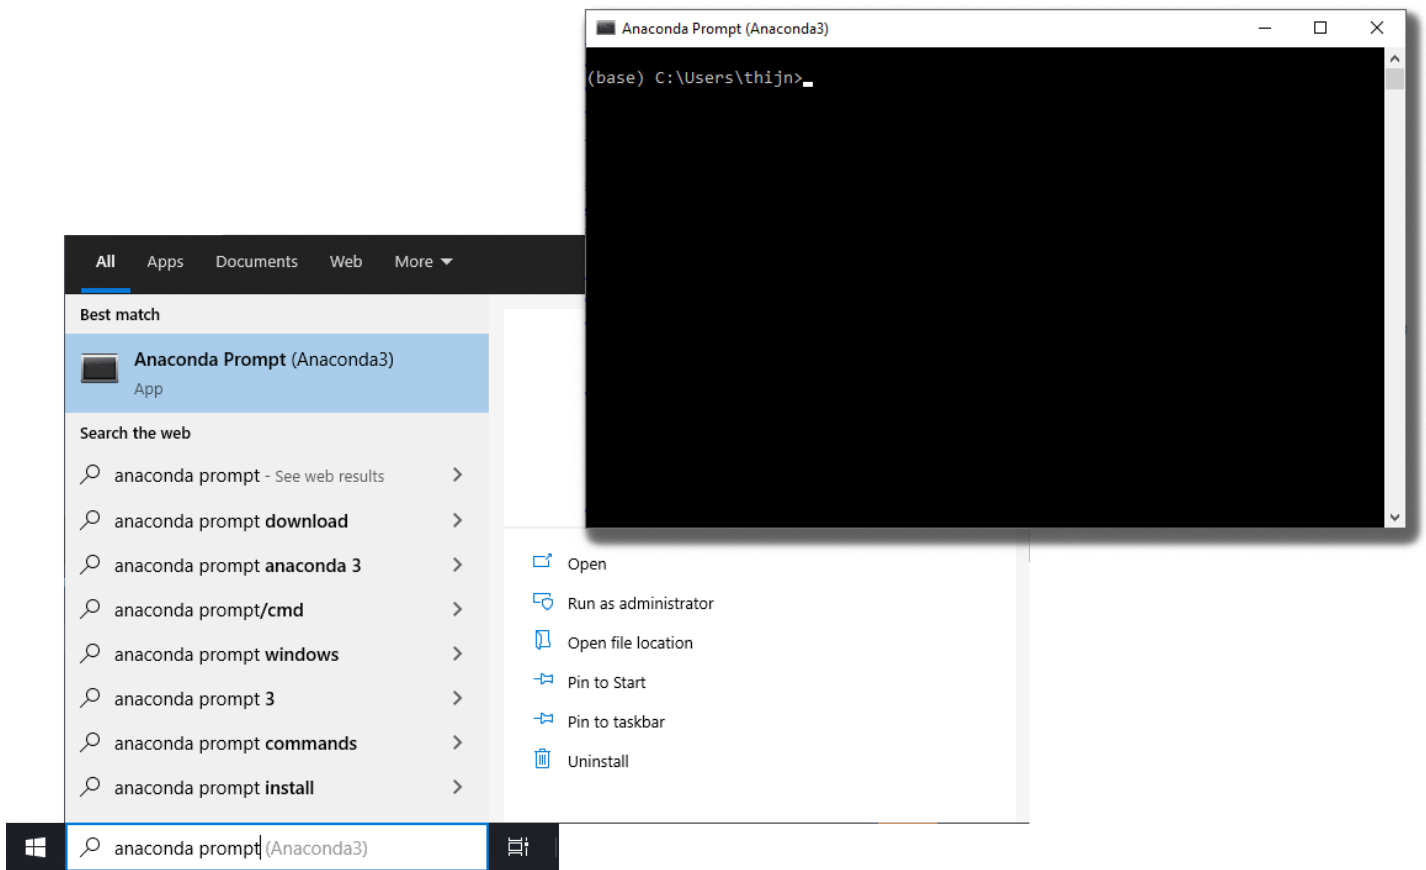 Anaconda Prompt (Anaconda3)
(base) C:\Users\thijn>
All Apps Documents Web More
Best match
Anaconda Prompt (Anaconda3)
App
Search the web
anaconda prompt - See web results
anaconda prompt download
anaconda prompt anaconda 3
anaconda prompt/cmd
anaconda prompt windows
anaconda prompt 3
anaconda prompt commands
anaconda prompt install
Open
Run as administrator
Open file location
Pin to Start
Pin to taskbar
Uninstall
anaconda prompt (Anaconda3)